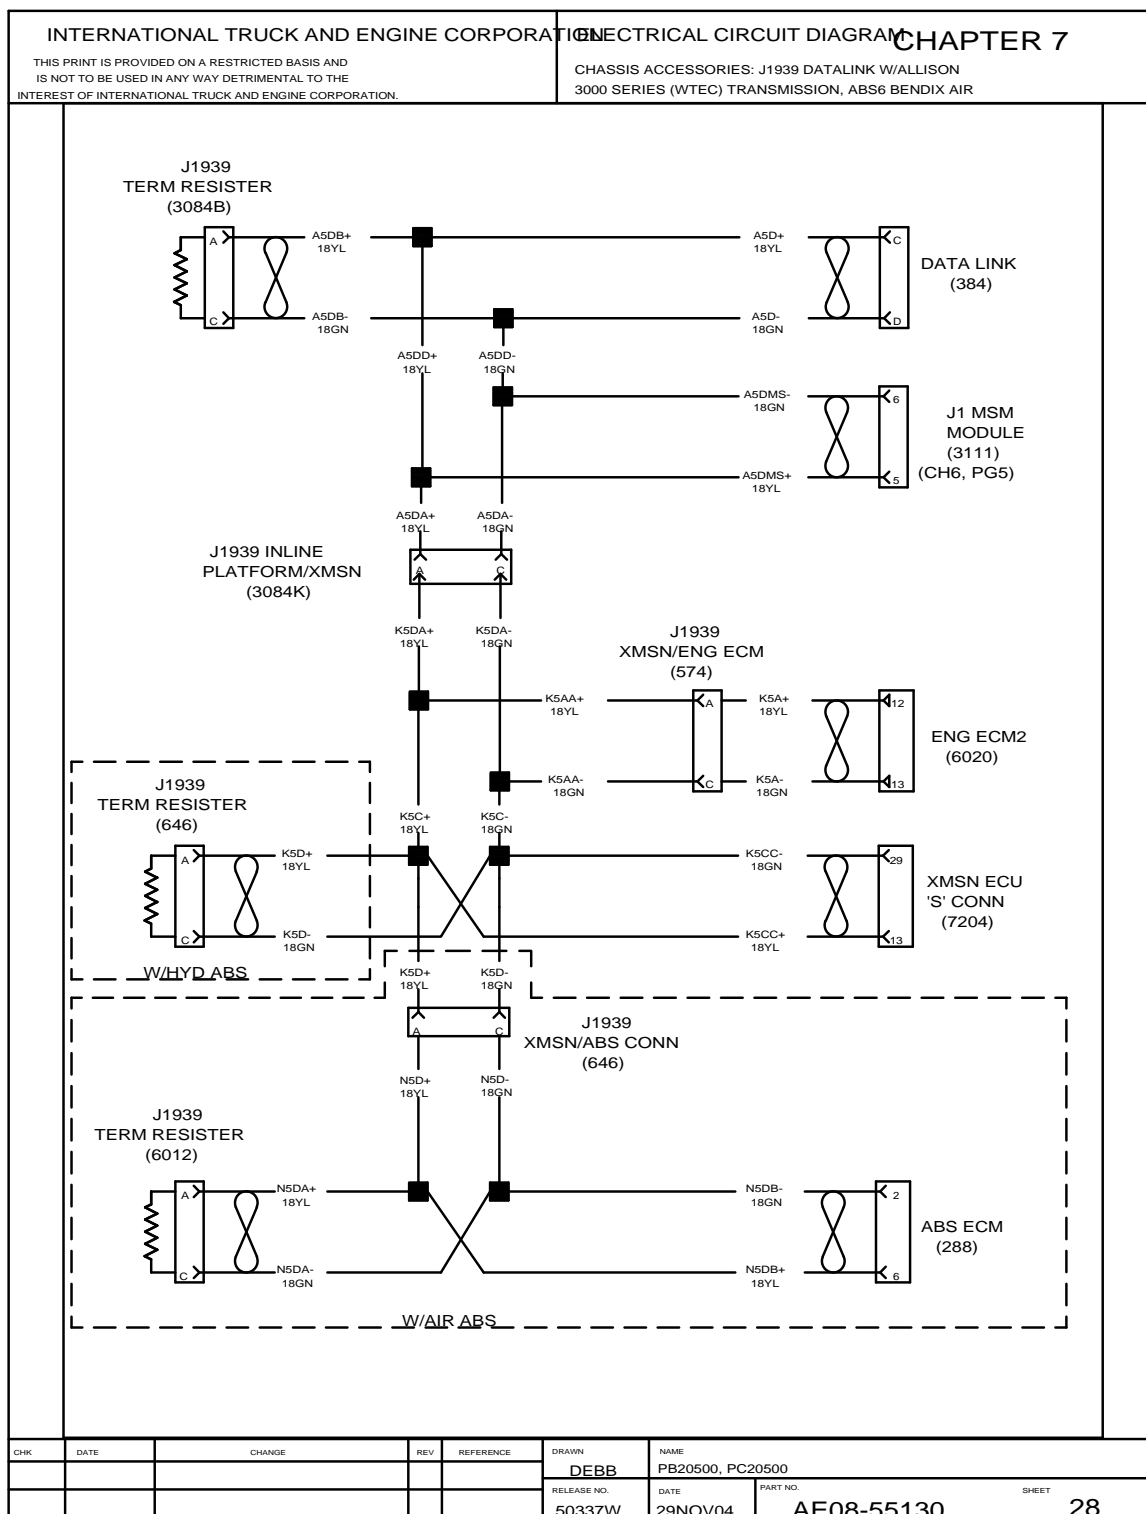 INTERNATIONAL TRUCK AND ENGINE CORPORATION
THIS PRINT IS PROVIDED ON A RESTRICTED BASIS AND
IS NOT TO BE USED IN ANY WAY DETRIMENTAL TO THE
INTEREST OF INTERNATIONAL TRUCK AND ENGINE CORPORATION.
ELECTRICAL CIRCUIT DIAGRAM
CHAPTER 7
CHASSIS ACCESSORIES: J1939 DATALINK W/ALLISON
3000 SERIES (WTEC) TRANSMISSION, ABS6 BENDIX AIR
J1939
TERM RESISTER
(3084B)
A
C
A5DB+
18YL
A5DB-
18GN
A5D+
18YL
A5D-
18GN
C
D
DATA LINK
(384)
A5DD+
18YL
A5DD-
18GN
A5DMS-
18GN
A5DMS+
18YL
6
5
J1 MSM
MODULE
(3111)
(CH6, PG5)
A5DA+
18YL
A5DA-
18GN
J1939 INLINE
PLATFORM/XMSN
(3084K)
A
C
K5DA+
18YL
K5DA-
18GN
J1939
XMSN/ENG ECM
(574)
K5AA+
18YL
K5AA-
18GN
A
C
K5A+
18YL
K5A-
18GN
12
13
ENG ECM2
(6020)
J1939
TERM RESISTER
(646)
A
C
K5D+
18YL
K5D-
18GN
W/HYD ABS
K5C+
18YL
K5C-
18GN
K5CC-
18GN
K5CC+
18YL
29
13
XMSN ECU
'S' CONN
(7204)
K5D+
18YL
K5D-
18GN
A
C
J1939
XMSN/ABS CONN
(646)
N5D+
18YL
N5D-
18GN
J1939
TERM RESISTER
(6012)
A
C
N5DA+
18YL
N5DA-
18GN
N5DB-
18GN
N5DB+
18YL
2
6
ABS ECM
(288)
W/AIR ABS
CHK
DATE
CHANGE
REV
REFERENCE
DRAWN
DEBB
NAME
PB20500, PC20500
RELEASE NO.
50337W
DATE
29NOV04
PART NO.
AE08-55130
SHEET
28